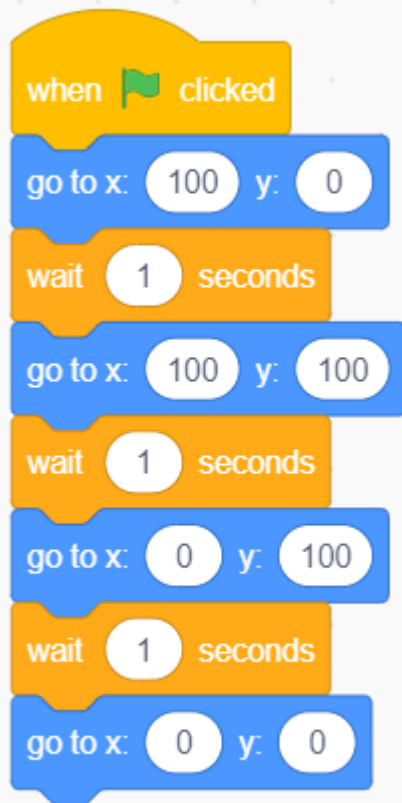 when clicked
go to x: 100 y: 0
wait 1 seconds
go to x: 100 y: 100
wait 1 seconds
go to x: 0 y: 100
wait 1 seconds
go to x: 0 y: 0